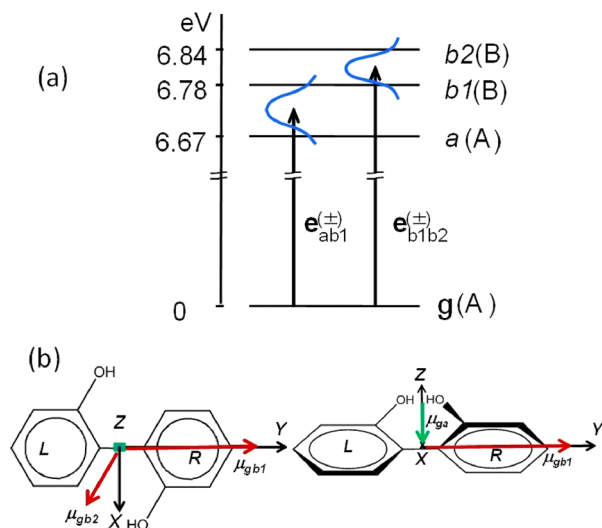 eV
(a)
6.84 b2(B)
6.78 b1(B)
6.67 a(A)
e(±)ab1 e(±)b1b2
0 g(A)
(b)
OH Z HO
L Z Y μga L R Y
R μgb1 X μgb1
μgb2 X HO